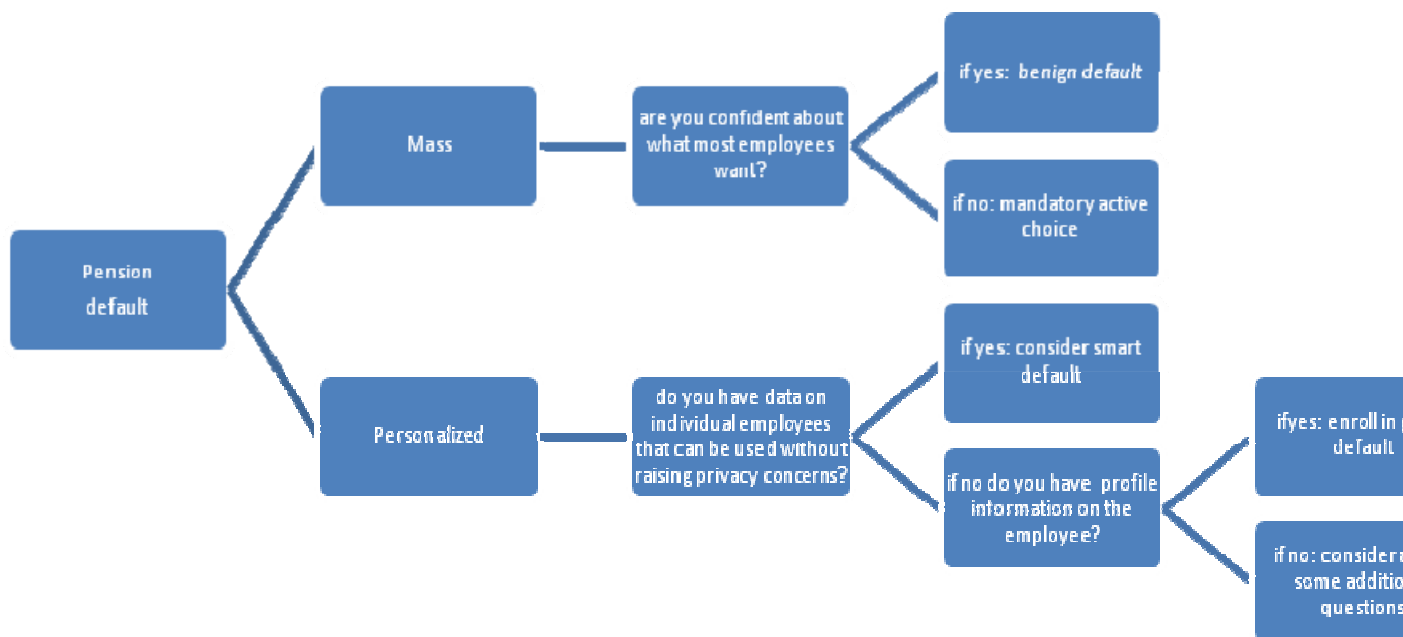 Pension
default
Mass
are you confident about
what most employees
want?
if yes: benign default
if no: mandatory active
choice
Personalized
do you have data on
individual employees
that can be used without
raising privacy concerns?
if yes: consider smart
default
if no do you have profile
information on the
employee?
ifyes: enroll in
default
if no: consider
some
questions